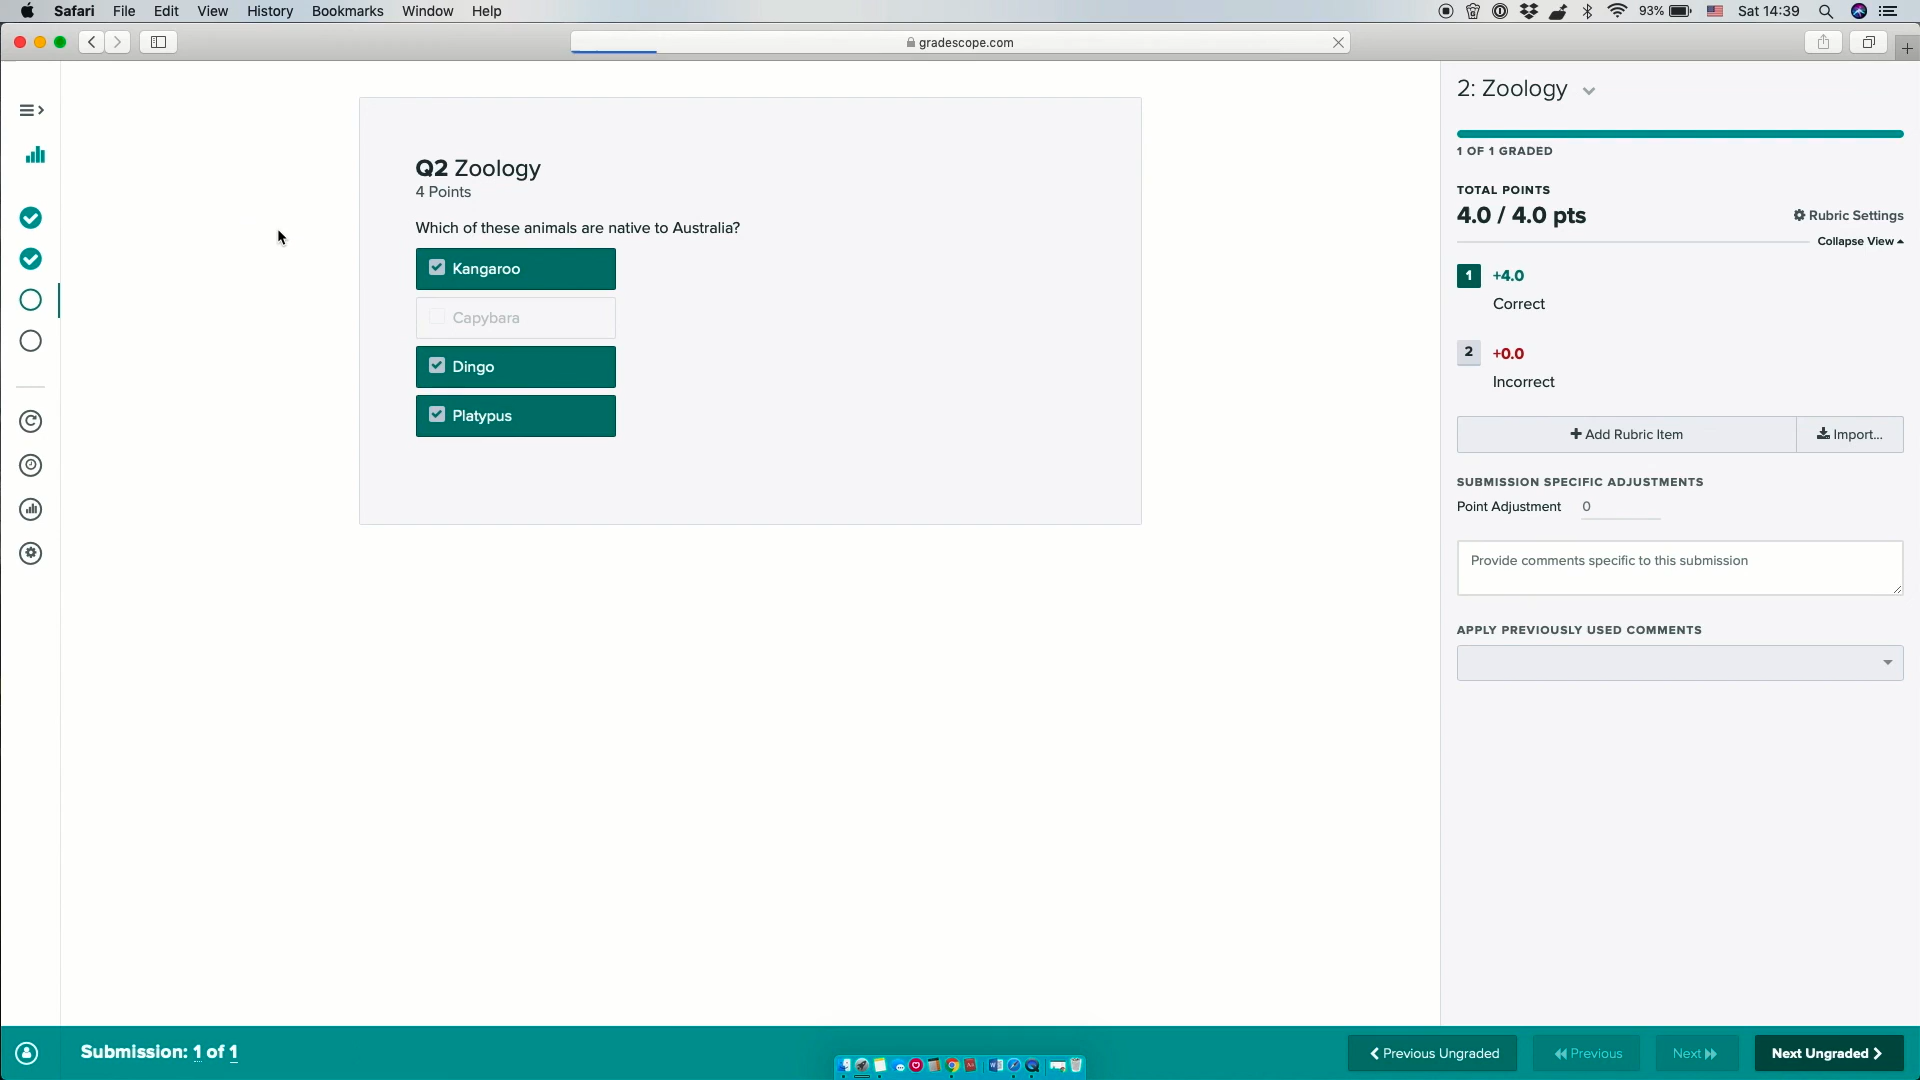 Safari File Edit View History Bookmarks Window Help
93% Sat 14:39
gradescope.com
Q2 Zoology
4 Points
Which of these animals are native to Australia?
Kangaroo
Capybara
Dingo
Platypus
2: Zoology
1 OF 1 GRADED
TOTAL POINTS
4.0 / 4.0 pts
Rubric Settings
Collapse View
1 +4.0
Correct
2 +0.0
Incorrect
+ Add Rubric Item
Import...
SUBMISSION SPECIFIC ADJUSTMENTS
Point Adjustment 0
Provide comments specific to this submission
APPLY PREVIOUSLY USED COMMENTS
Submission: 1 of 1
Previous Ungraded
Previous
Next
Next Ungraded